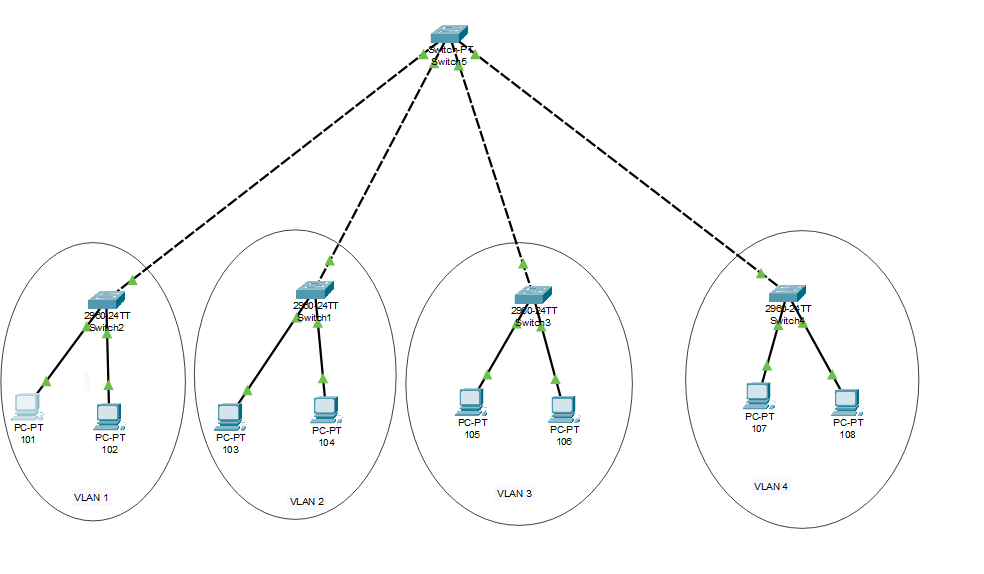 Switch-PT
Switch5
2960-24TT
Switch2
2960-24TT
Switch1
2960-24TT
Switch3
2960-24TT
Switch4
PC-PT
101
PC-PT
102
PC-PT
103
PC-PT
104
PC-PT
105
PC-PT
106
PC-PT
107
PC-PT
108
VLAN 1
VLAN 2
VLAN 3
VLAN 4